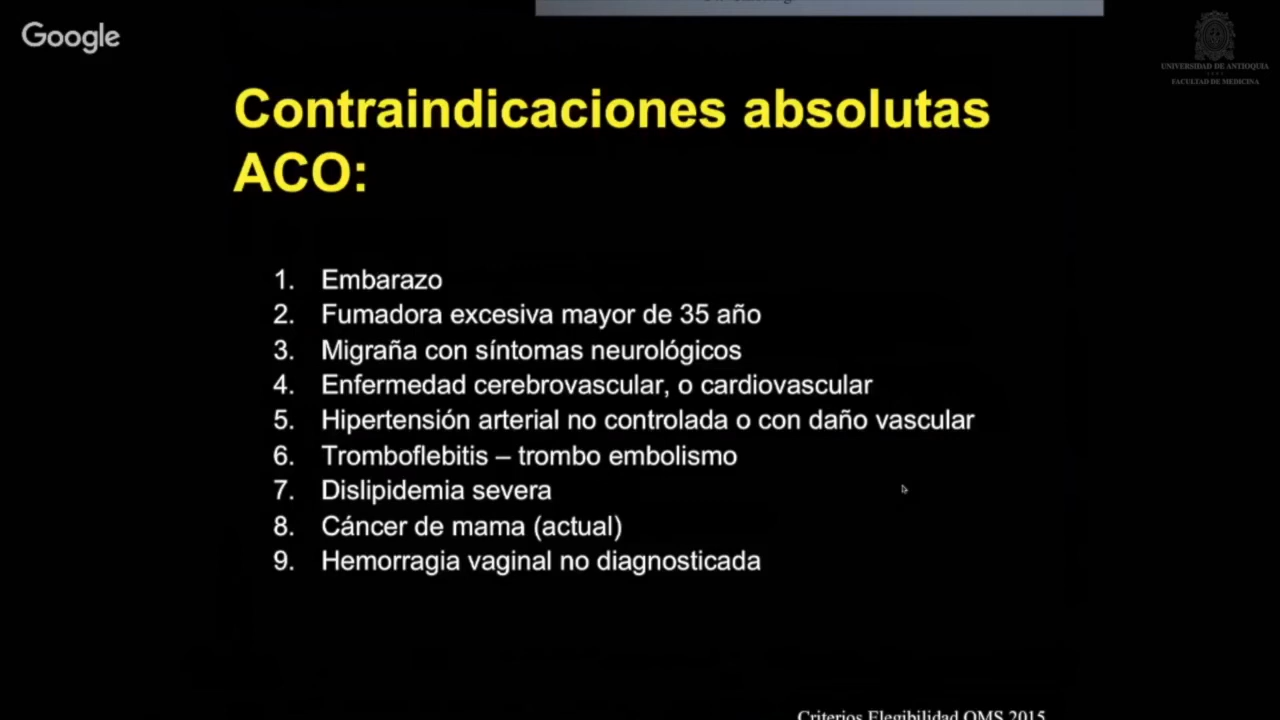 Google
UNIVERSIDAD DE ANTIOQUIA
1803
FACULTAD DE MEDICINA
Contraindicaciones absolutas
ACO:
1. Embarazo
2. Fumadora excesiva mayor de 35 año
3. Migraña con síntomas neurológicos
4. Enfermedad cerebrovascular, o cardiovascular
5. Hipertensión arterial no controlada o con daño vascular
6. Tromboflebitis – trombo embolismo
7. Dislipidemia severa
8. Cáncer de mama (actual)
9. Hemorragia vaginal no diagnosticada
Criterios Elegibilidad OMS 2015